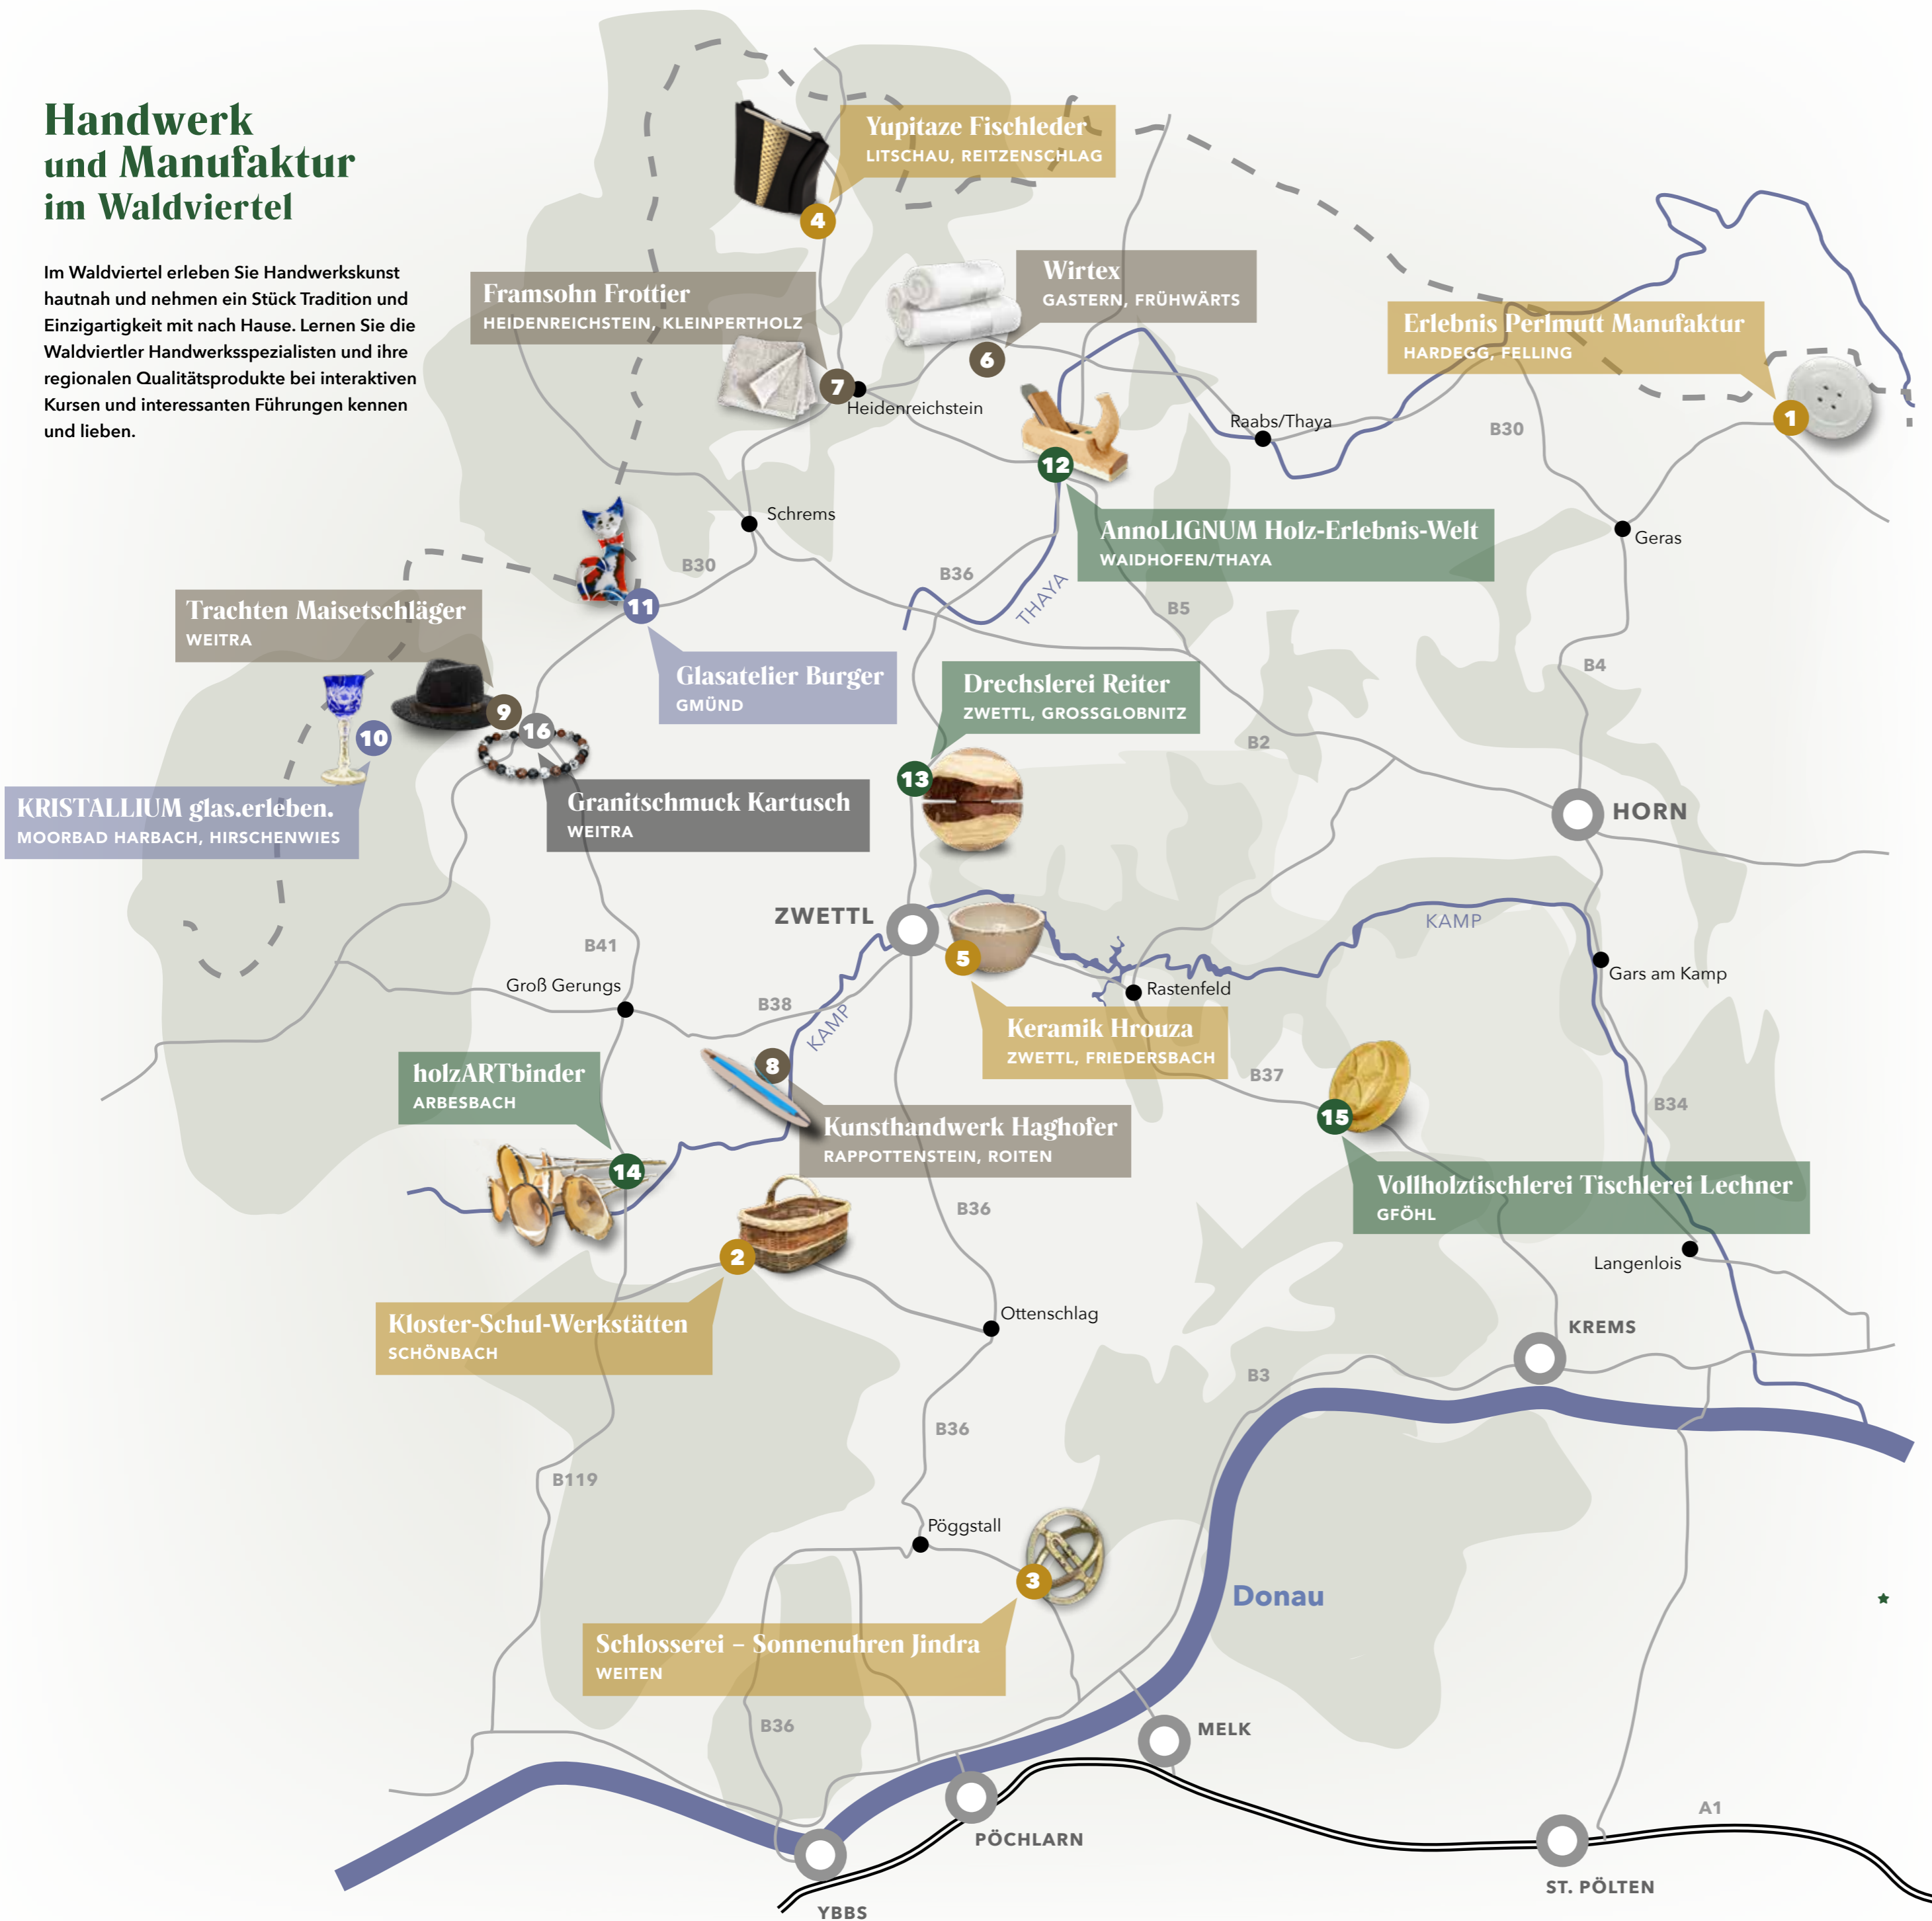 Handwerk
und Manufaktur
im Waldviertel
Im Waldviertel erleben Sie Handwerkskunst
hautnah und nehmen ein Stück Tradition und
Einzigartigkeit mit nach Hause. Lernen Sie die
Waldviertler Handwerksspezialisten und ihre
regionalen Qualitätsprodukte bei interaktiven
Kursen und interessanten Führungen kennen
und lieben.
Yupitaze Fischleder
LITSCHAU, REITZENSCHLAG
4
Framsohn Frottier
HEIDENREICHSTEIN, KLEINPERTHOLZ
7
Heidenreichstein
Wirtex
GASTERN, FRÜHWÄRTS
6
Erlebnis Perlmutt Manufaktur
HARDEGG, FELLING
1
Raabs/Thaya
B30
12
AnnoLIGNUM Holz-Erlebnis-Welt
WAIDHOFEN/THAYA
Schrems
Geras
B30
B36
THAYA
B5
11
Glasatelier Burger
GMÜND
Trachten Maisetschläger
WEITRA
9
16
10
KRISTALLIUM glas.erleben.
MOORBAD HARBACH, HIRSCHENWIES
Granitschmuck Kartusch
WEITRA
Drechslerei Reiter
ZWETTL, GROSSGLOBNITZ
13
B4
B2
HORN
ZWETTL
5
KAMP
Gars am Kamp
Rastenfeld
Keramik Hrouza
ZWETTL, FRIEDERSBACH
B41
Groß Gerungs
B38
KAMP
8
Kunsthandwerk Haghofer
RAPPOTTENSTEIN, ROITEN
holzARTbinder
ARBESBACH
14
B37
15
B34
Vollholztischlerei Tischlerei Lechner
GFÖHL
Langenlois
B36
2
Kloster-Schul-Werkstätten
SCHÖNBACH
Ottenschlag
KREMS
B3
B36
B119
Pöggstall
3
Schlosserei – Sonnenuhren Jindra
WEITEN
Donau
B36
MELK
PÖCHLARN
A1
ST. PÖLTEN
YBBS